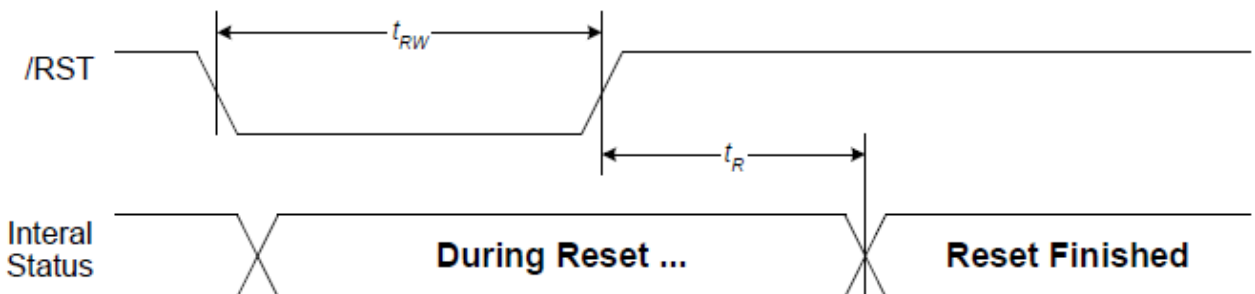 t_RW
/RST
t_R
Interal
Status
During Reset ...
Reset Finished